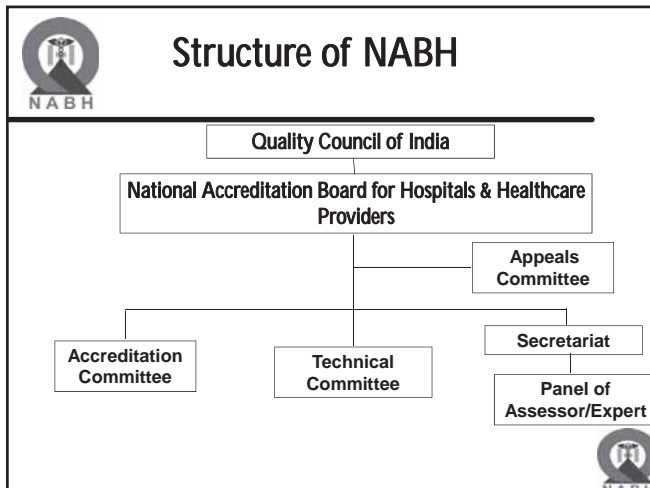 Structure of NABH
NABH
Quality Council of India
National Accreditation Board for Hospitals & Healthcare
Providers
Appeals
Committee
Accreditation
Committee
Technical
Committee
Secretariat
Panel of
Assessor/Expert
NABH